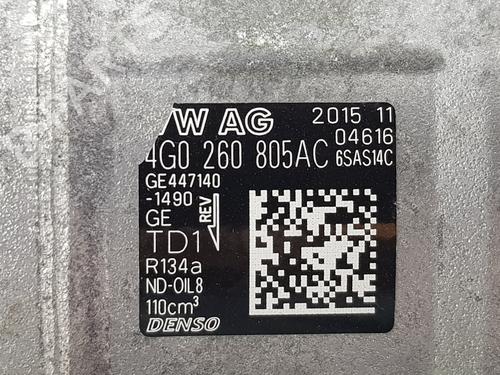 VW AG
2015 11
04616
4G0 260 805AC 6SAS14C
GE447140
-1490
GE
REV
TD1
R134a
ND-OIL8
110cm³
DENSO